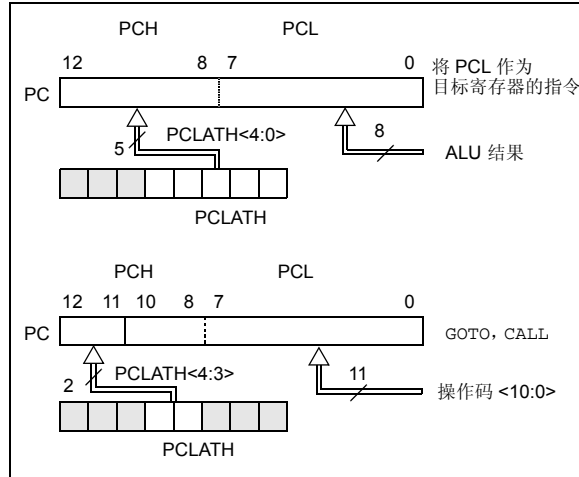 PCH PCL
12 8 7 0
PC
将 PCL 作为
目标寄存器的指令
5 PCLATH<4:0>
8
ALU 结果
PCLATH
PCH PCL
12 11 10 8 7 0
PC
GOTO，CALL
2 PCLATH<4:3>
11
操作码 <10:0>
PCLATH